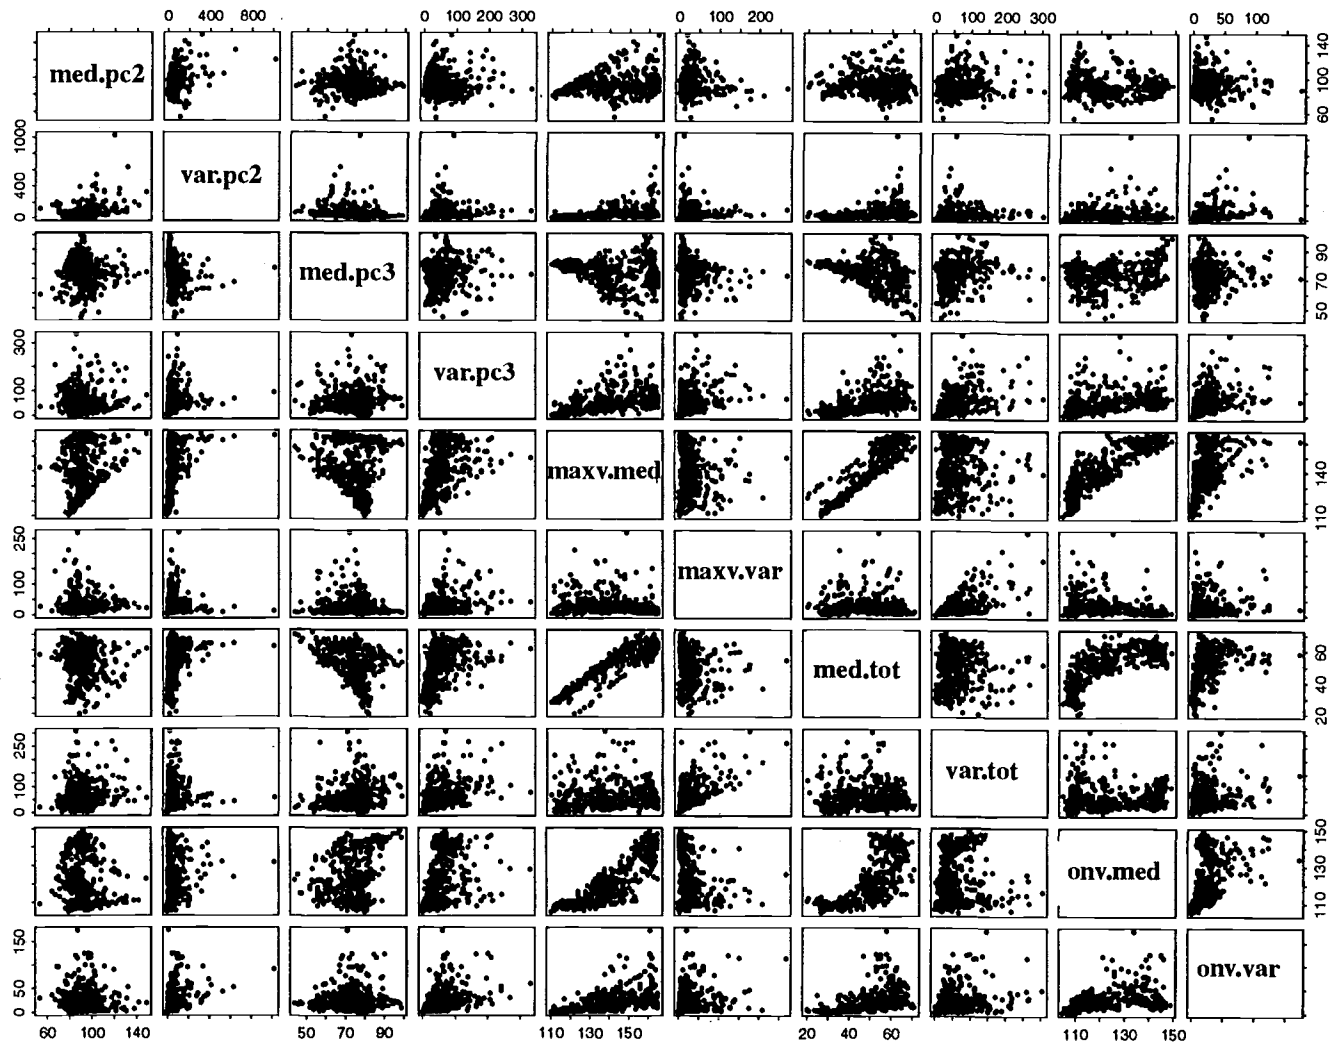 0 400 800 0 100 200 300 0 100 200 0 100 200 300 0 50 100
med.pc2 60 100 140
0 400 1000 var.pc2
med.pc3 50 70 90
0 100 300 var.pc3
maxv.med 110 140
0 100 250 maxv.var
med.tot 20 40 60
0 100 250 var.tot
onv.med 110 130 150
0 50 150 onv.var
60 100 140 50 70 90 110 130 150 20 40 60 110 130 150